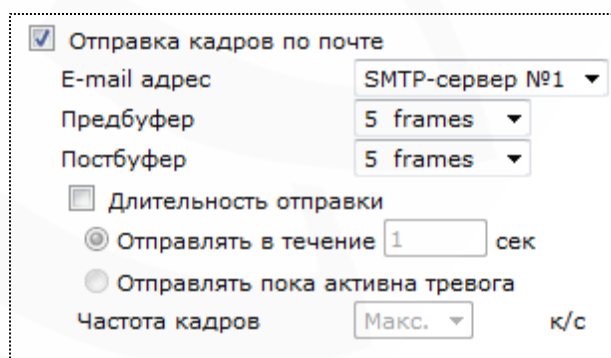 Отправка кадров по почте
E-mail адрес SMTP-сервер №1
Предбуфер 5 frames
Постбуфер 5 frames
Длительность отправки
Отправлять в течение 1 сек
Отправлять пока активна тревога
Частота кадров Макс. к/с